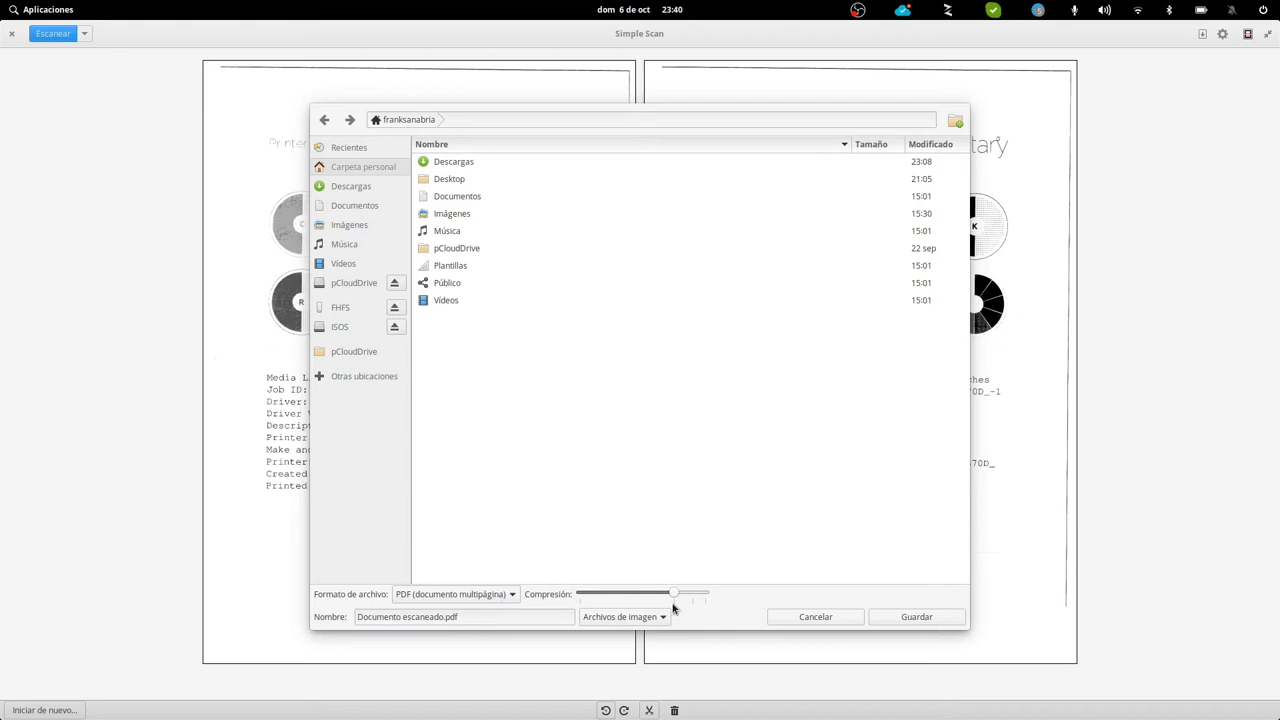 Aplicaciones dom 6 de oct 23:40
Escanear Simple Scan
franksanabria
Recientes
Carpeta personal
Descargas
Documentos
Imágenes
Música
Vídeos
pCloudDrive
FHFS
ISOS
pCloudDrive
Otras ubicaciones
Nombre Tamaño Modificado
Descargas 23:08
Desktop 21:05
Documentos 15:01
Imágenes 15:30
Música 15:01
pCloudDrive 22 sep
Plantillas 15:01
Público 15:01
Vídeos 15:01
Formato de archivo: PDF (documento multipágina) Compresión:
Nombre: Documento escaneado.pdf Archivos de imagen Cancelar Guardar
K
R
Media L
Job ID:
Driver:
Driver V
Descrip
Printer
Make and
Printer
Created
Printed
Iniciar de nuevo...